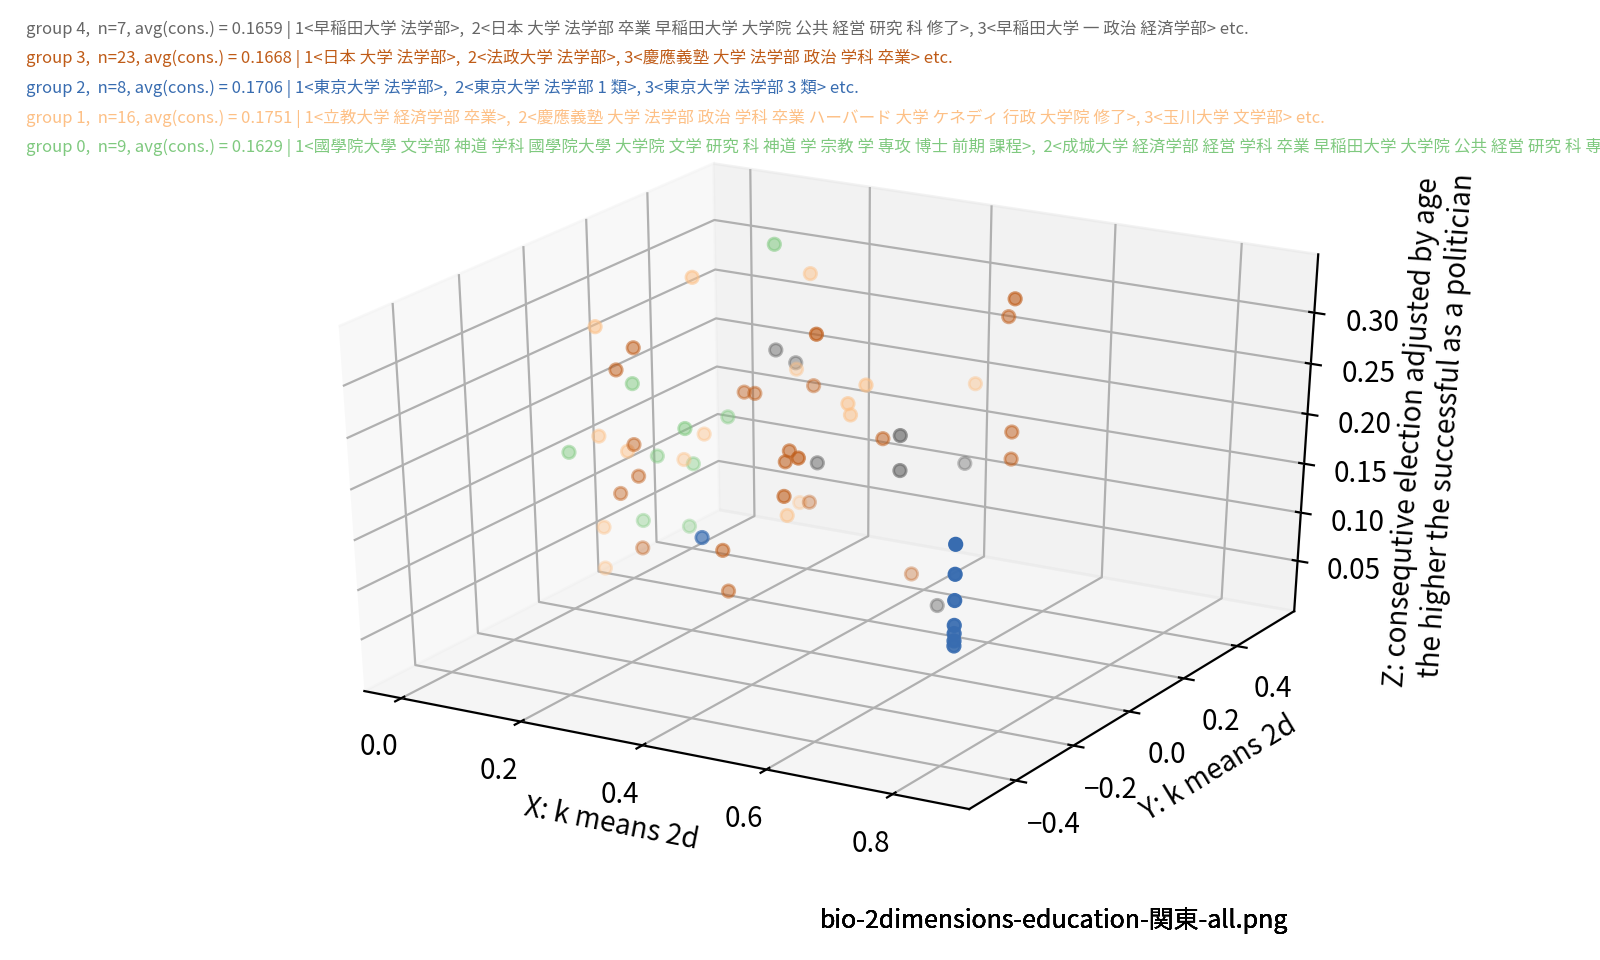 group 4,  n=7, avg(cons.) = 0.1659 | 1<早稲田大学 法学部>,  2<日本 大学 法学部 卒業 早稲田大学 大学院 公共 経営 研究 科 修了>, 3<早稲田大学 一 政治 経済学部> etc.
group 3,  n=23, avg(cons.) = 0.1668 | 1<日本 大学 法学部>,  2<法政大学 法学部>, 3<慶應義塾 大学 法学部 政治 学科 卒業> etc.
group 2,  n=8, avg(cons.) = 0.1706 | 1<東京大学 法学部>,  2<東京大学 法学部 1 類>, 3<東京大学 法学部 3 類> etc.
group 1,  n=16, avg(cons.) = 0.1751 | 1<立教大学 経済学部 卒業>,  2<慶應義塾 大学 法学部 政治 学科 卒業 ハーバード 大学 ケネディ 行政 大学院 修了>, 3<玉川大学 文学部> etc.
group 0,  n=9, avg(cons.) = 0.1629 | 1<國學院大學 文学部 神道 学科 國學院大學 大学院 文学 研究 科 神道 学 宗教 学 専攻 博士 前期 課程>,  2<成城大学 経済学部 経営 学科 卒業 早稲田大学 大学院 公共 経営 研究 科 専
Z: consequtive election adjusted by age
the higher the successful as a politician
0.30
0.25
0.20
0.15
0.10
0.05
0.4
0.2
0.0
−0.2
−0.4
Y: k means 2d
0.0
0.2
0.4
0.6
0.8
X: k means 2d
bio-2dimensions-education-関東-all.png